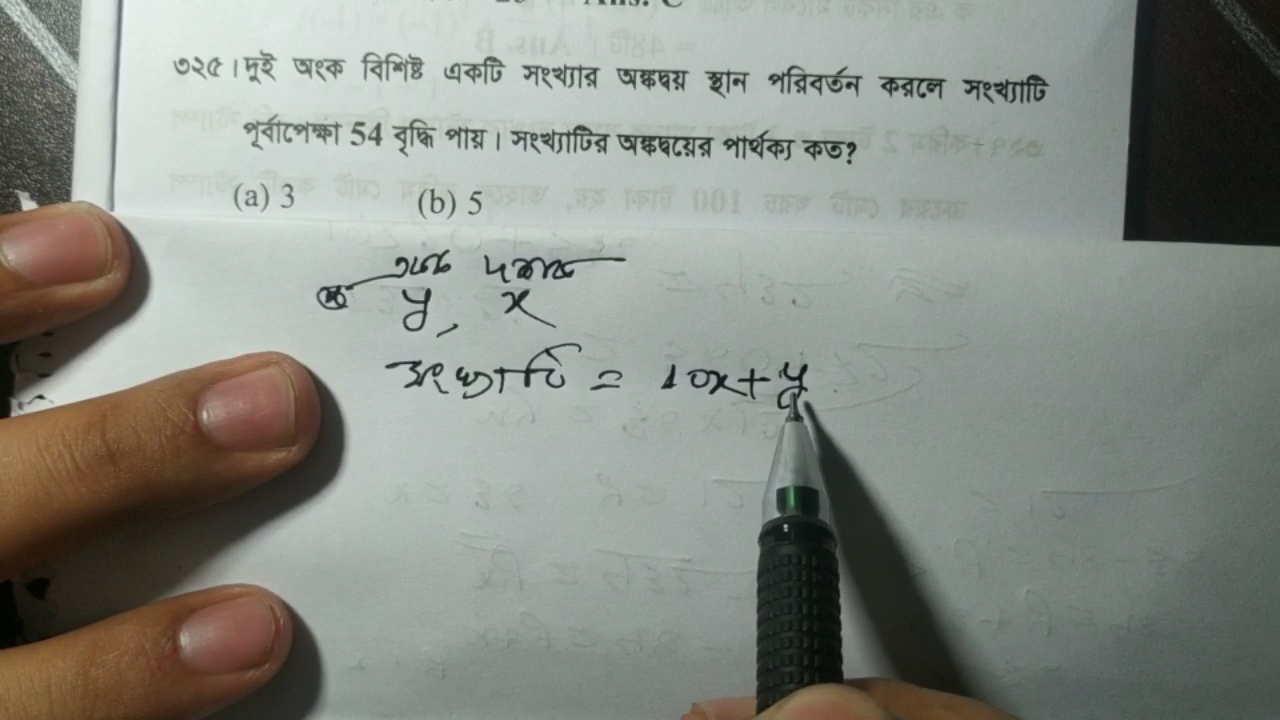 ৩২৫। দুই অংক বিশিষ্ট একটি সংখ্যার অঙ্কদ্বয় স্থান পরিবর্তন করলে সংখ্যাটি
পূর্বাপেক্ষা 54 বৃদ্ধি পায়। সংখ্যাটির অঙ্কদ্বয়ের পার্থক্য কত?
(a) 3 (b) 5
y, x
সংখ্যাটি = 10x+y